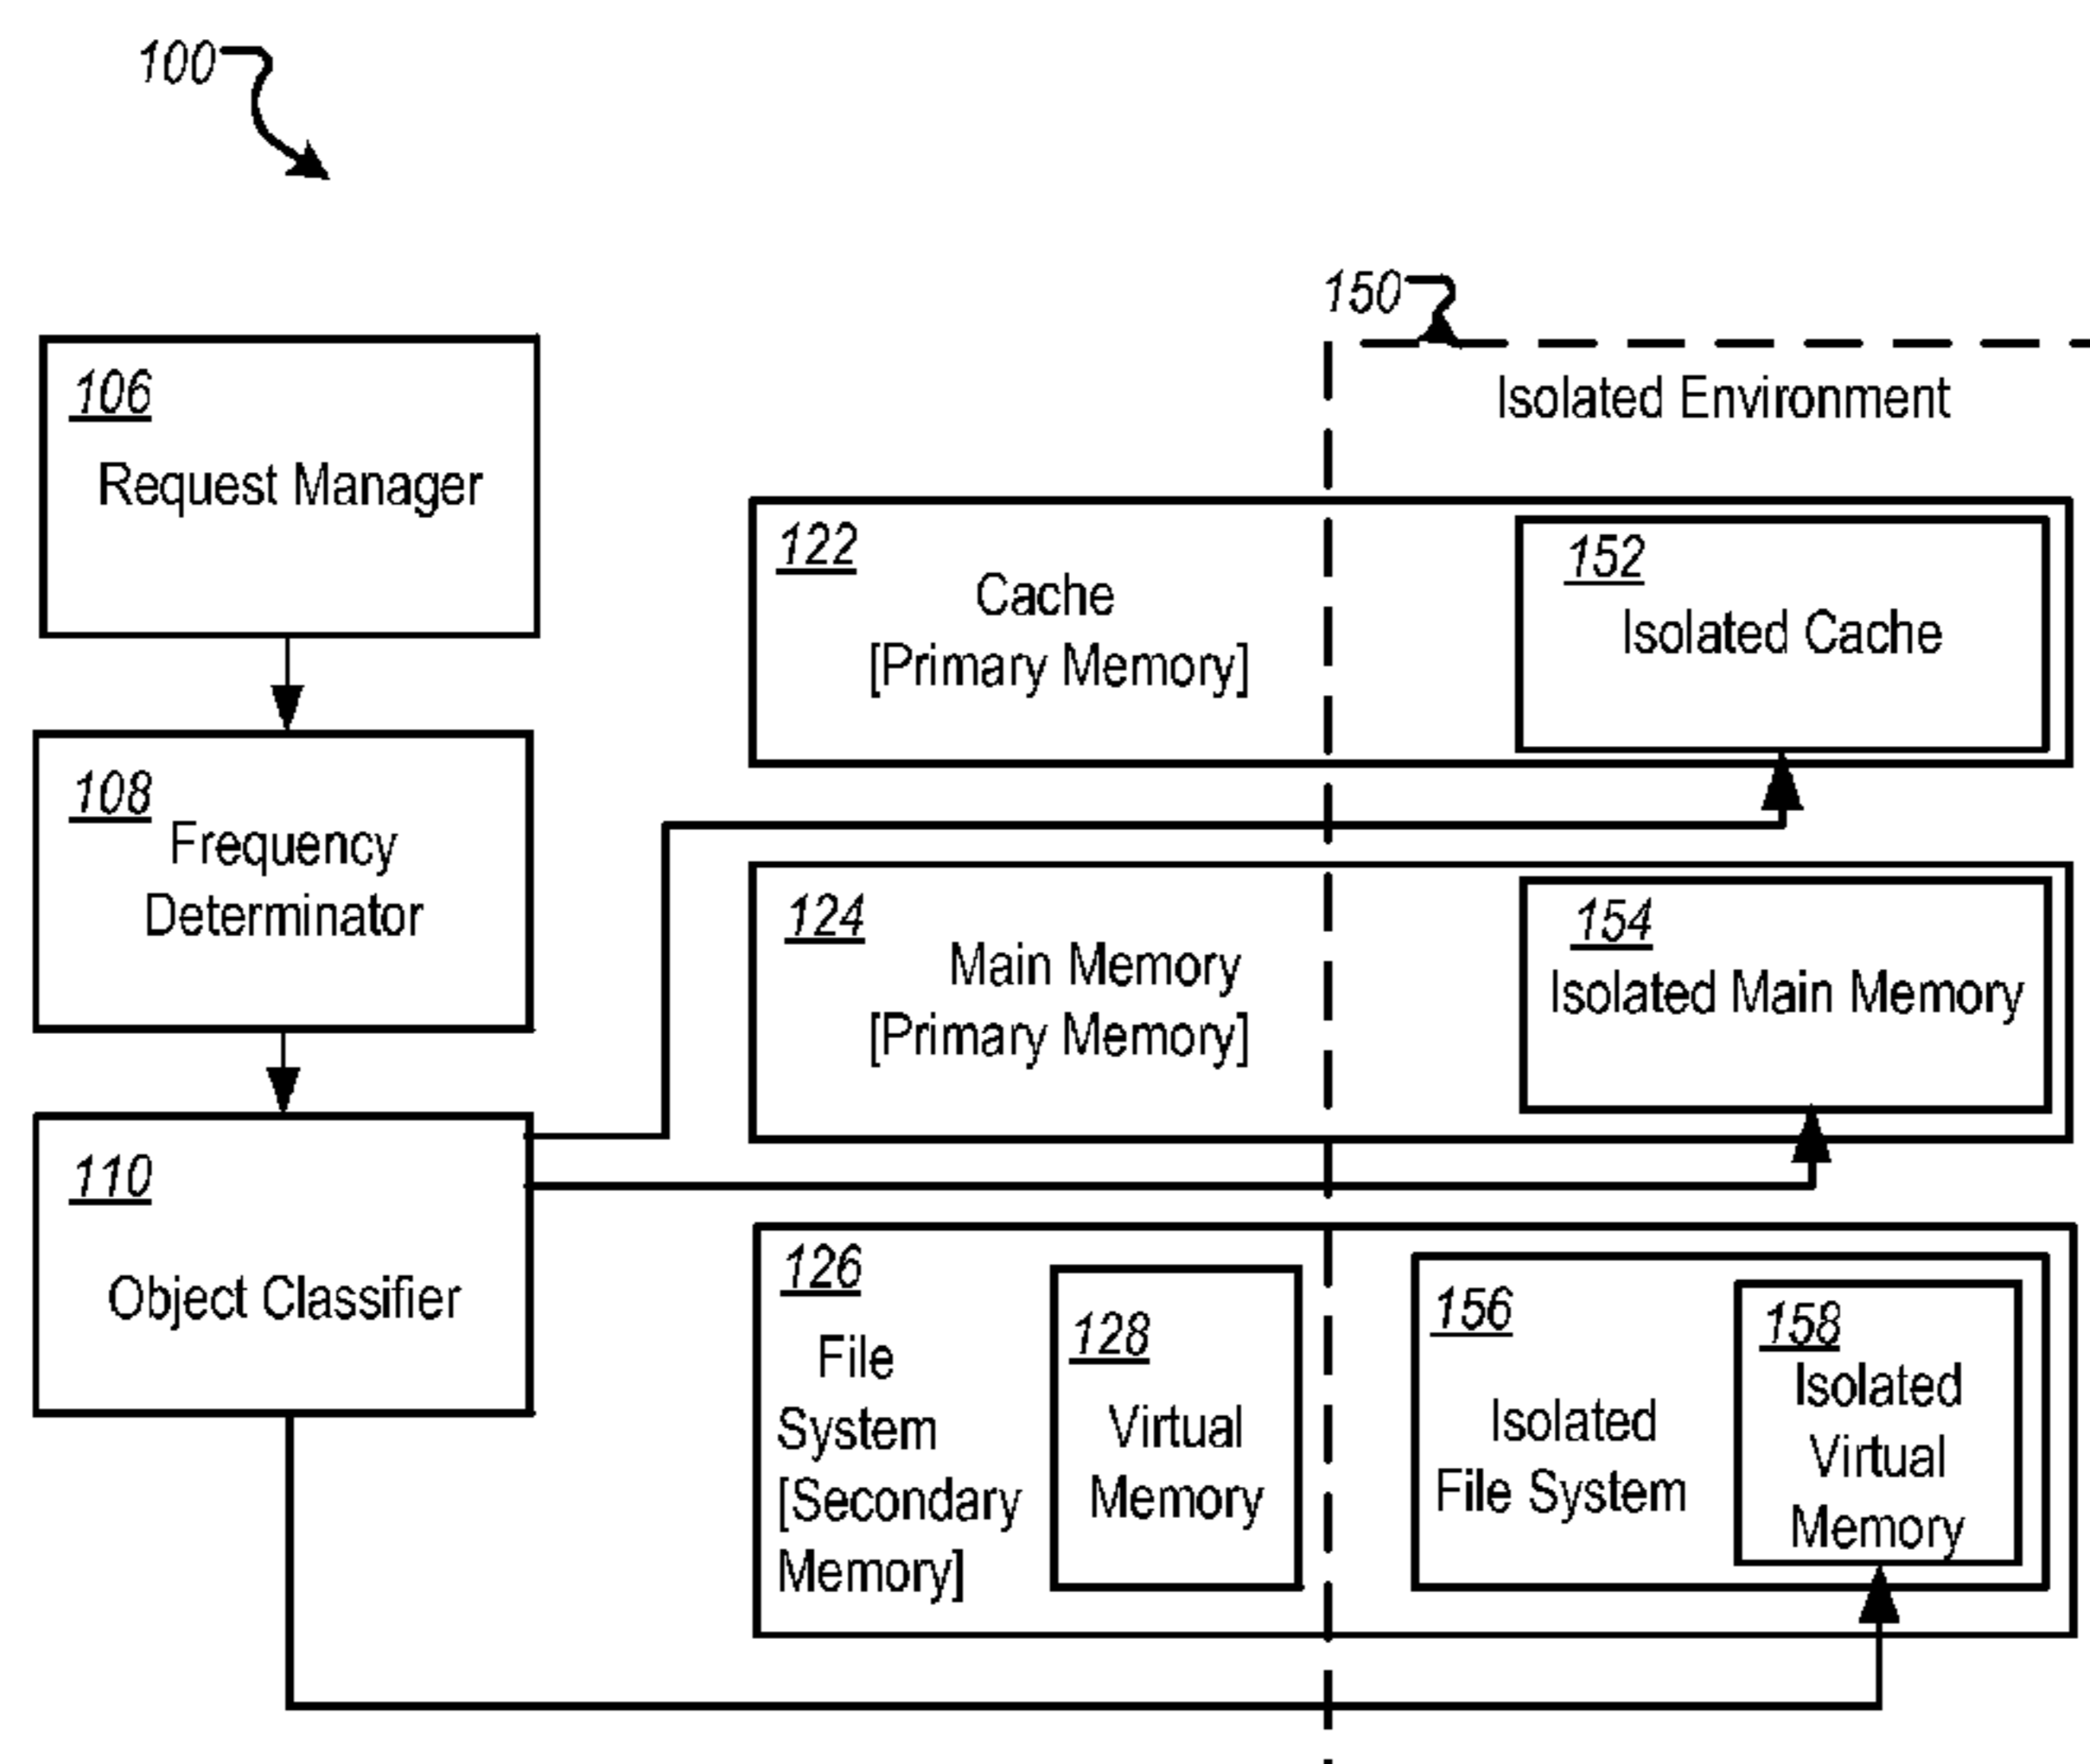 100
150
Isolated Environment
106
Request Manager
108
Frequency
Determinator
110
Object Classifier
122
Cache
[Primary Memory]
152
Isolated Cache
124
Main Memory
[Primary Memory]
154
Isolated Main Memory
126
File
System
[Secondary
Memory]
128
Virtual
Memory
156
Isolated
File System
158
Isolated
Virtual
Memory